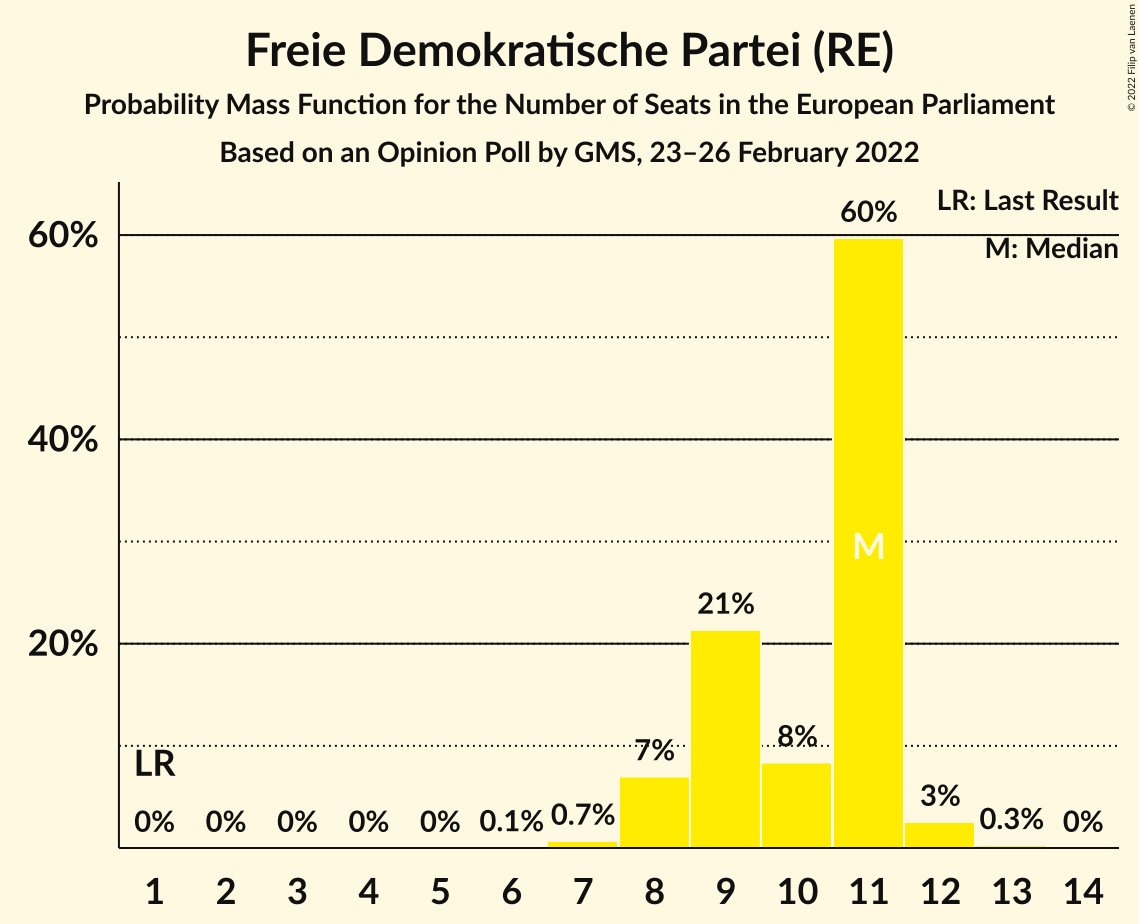 Freie Demokratische Partei (RE)
Probability Mass Function for the Number of Seats in the European Parliament
Based on an Opinion Poll by GMS, 23–26 February 2022
© 2022 Filip van Laenen
LR: Last Result
M: Median
60%
40%
20%
LR
0%
0%
0%
0%
0%
0.1%
0.7%
7%
21%
8%
60%
M
3%
0.3%
0%
1 2 3 4 5 6 7 8 9 10 11 12 13 14